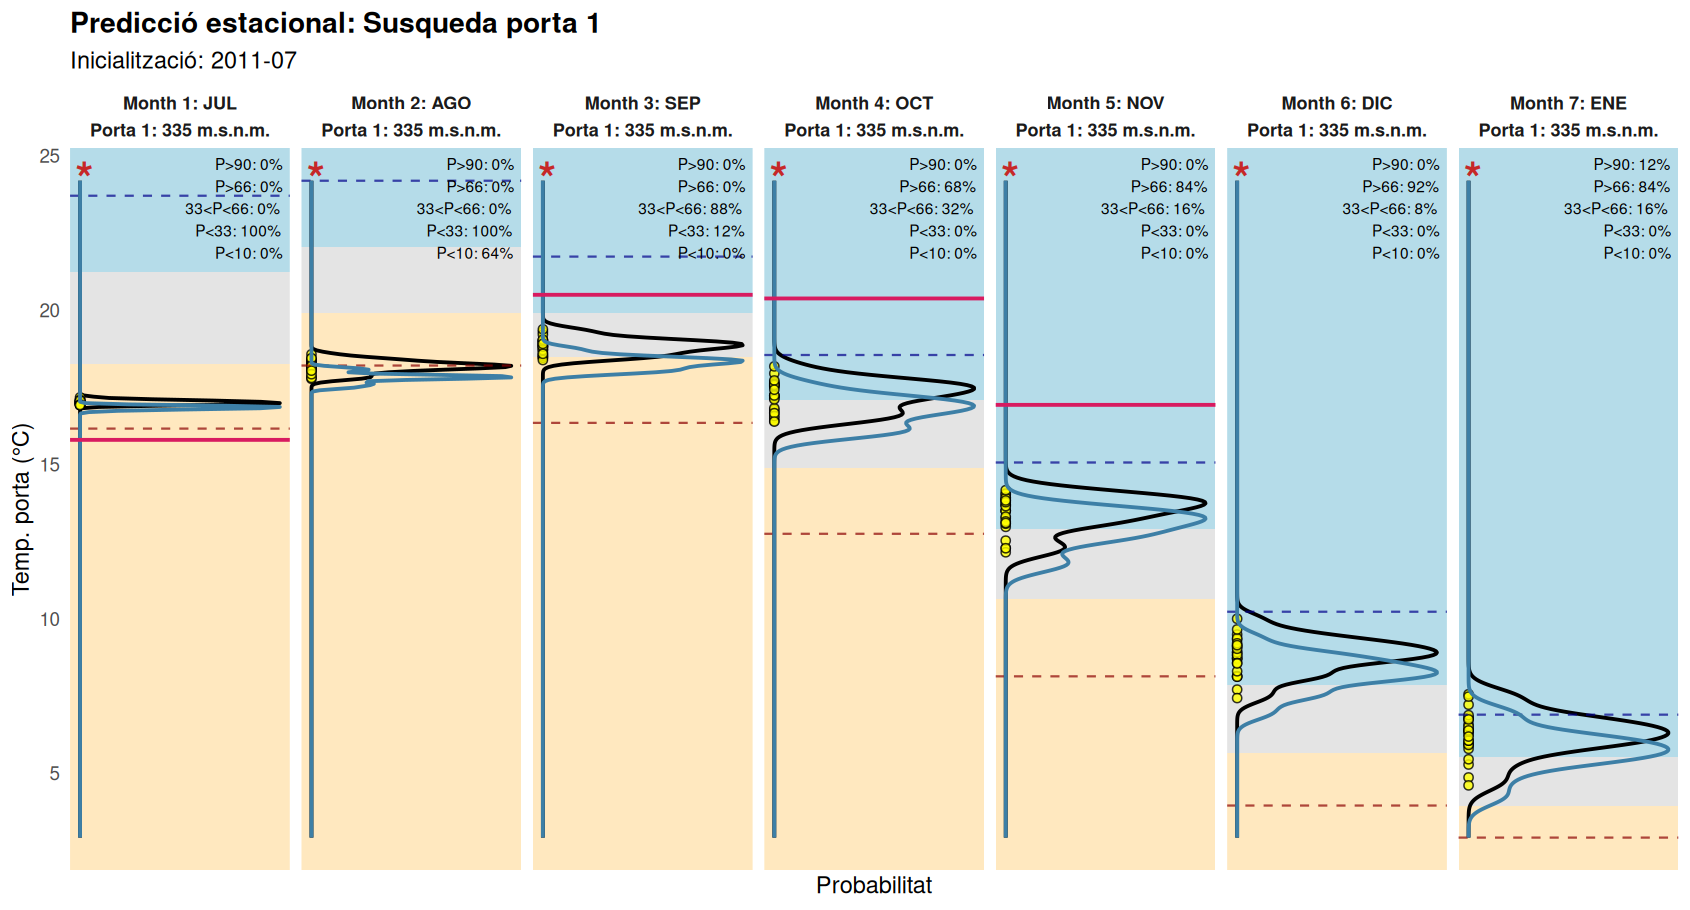 Predicció estacional: Susqueda porta 1
Inicialització: 2011-07
Month 1: JUL
Porta 1: 335 m.s.n.m.
Month 2: AGO
Porta 1: 335 m.s.n.m.
Month 3: SEP
Porta 1: 335 m.s.n.m.
Month 4: OCT
Porta 1: 335 m.s.n.m.
Month 5: NOV
Porta 1: 335 m.s.n.m.
Month 6: DIC
Porta 1: 335 m.s.n.m.
Month 7: ENE
Porta 1: 335 m.s.n.m.
Temp. porta (°C)
25
20
15
10
5
*
P>90: 0%
P>66: 0%
33<P<66: 0%
P<33: 100%
P<10: 0%
*
P>90: 0%
P>66: 0%
33<P<66: 0%
P<33: 100%
P<10: 64%
*
P>90: 0%
P>66: 0%
33<P<66: 88%
P<33: 12%
P<10: 0%
*
P>90: 0%
P>66: 68%
33<P<66: 32%
P<33: 0%
P<10: 0%
*
P>90: 0%
P>66: 84%
33<P<66: 16%
P<33: 0%
P<10: 0%
*
P>90: 0%
P>66: 92%
33<P<66: 8%
P<33: 0%
P<10: 0%
*
P>90: 12%
P>66: 84%
33<P<66: 16%
P<33: 0%
P<10: 0%
Probabilitat